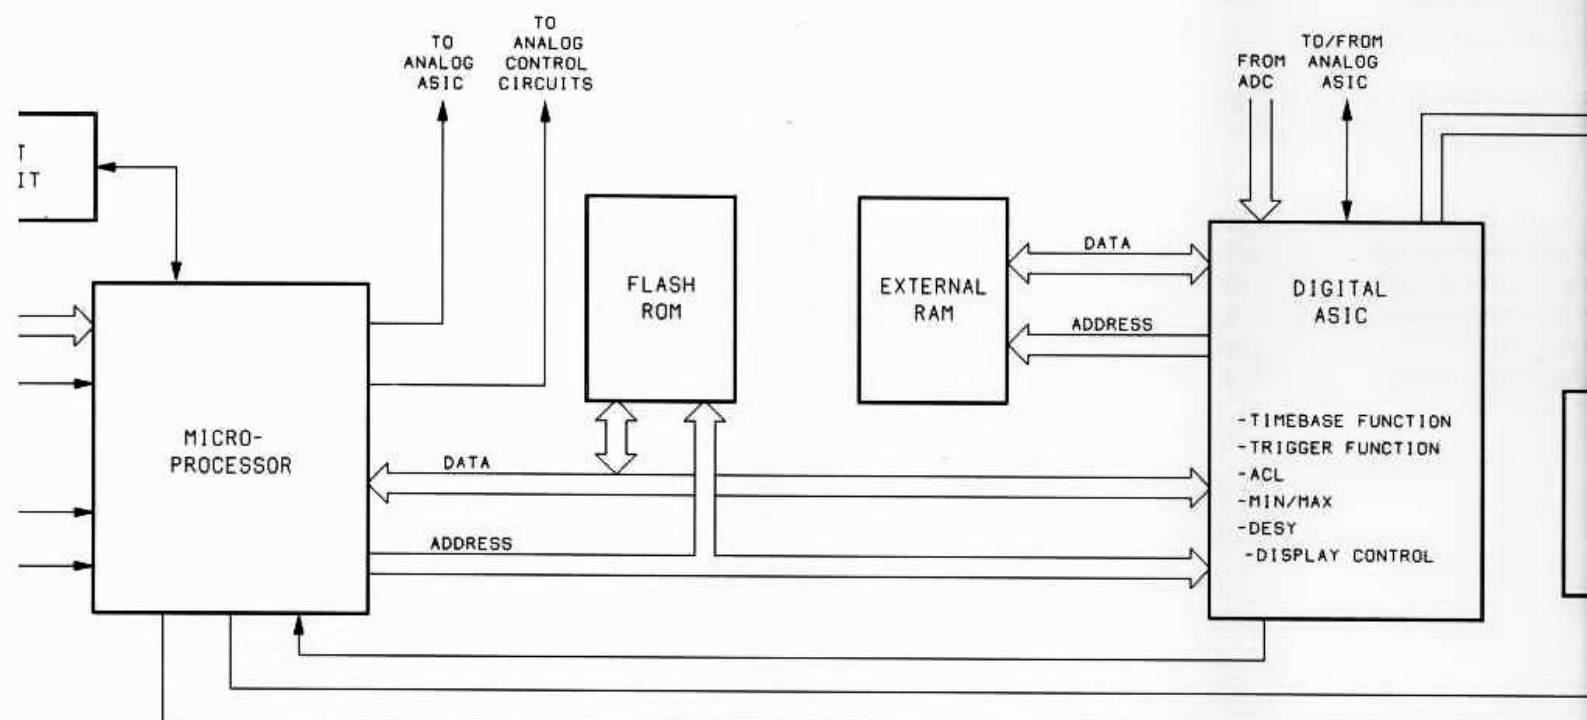 TO
ANALOG
ASIC
TO
ANALOG
CONTROL
CIRCUITS
FROM
ADC
TO/FROM
ANALOG
ASIC
T
IT
FLASH
ROM
EXTERNAL
RAM
DATA
ADDRESS
DIGITAL
ASIC
-TIMEBASE FUNCTION
-TRIGGER FUNCTION
-ACL
-MIN/MAX
-DESY
-DISPLAY CONTROL
MICRO-
PROCESSOR
DATA
ADDRESS